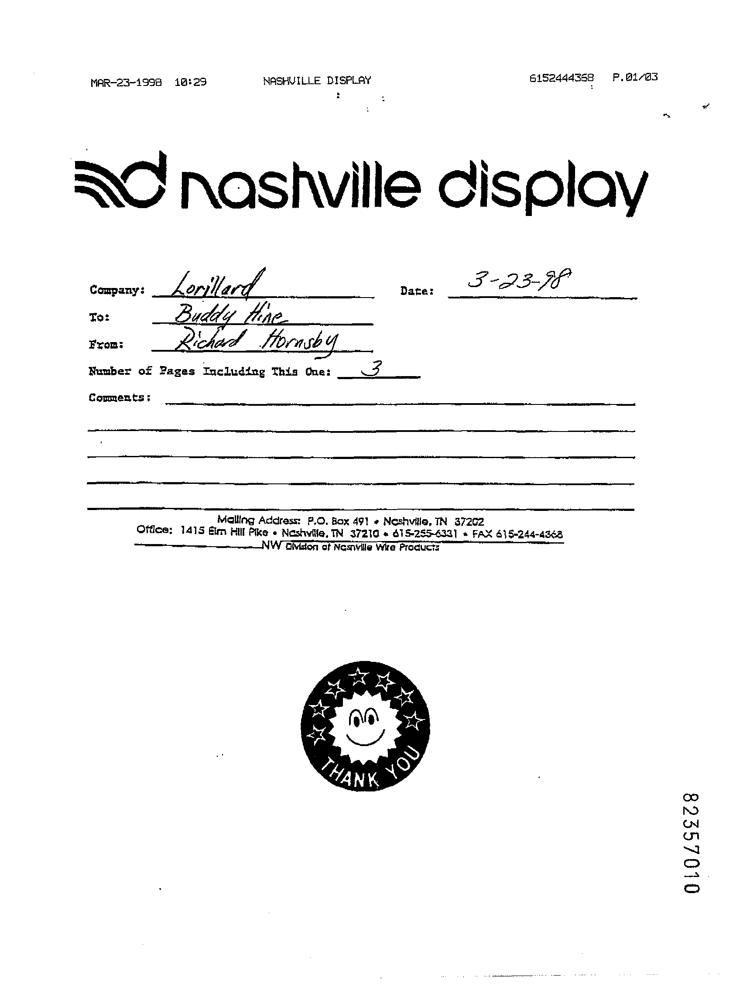 MAR-23-1998 10:29 NASHVILLE DISPLAY 6152444368 P.01/03
nashville display
Company: Lorillard Date: 3-23-98
To: Buddy Hine
From: Richard Hornsby
Number of Pages Including This One: 3
Comments:
Mailing Address: P.O. Box 491 • Nashville, TN 37202
Office: 1415 Elm Hill Pike • Nashville, TN 37210 • 615-255-6331 • FAX 615-244-4368
NW Division of Nashville Wire Products
THANK YOU
82357010